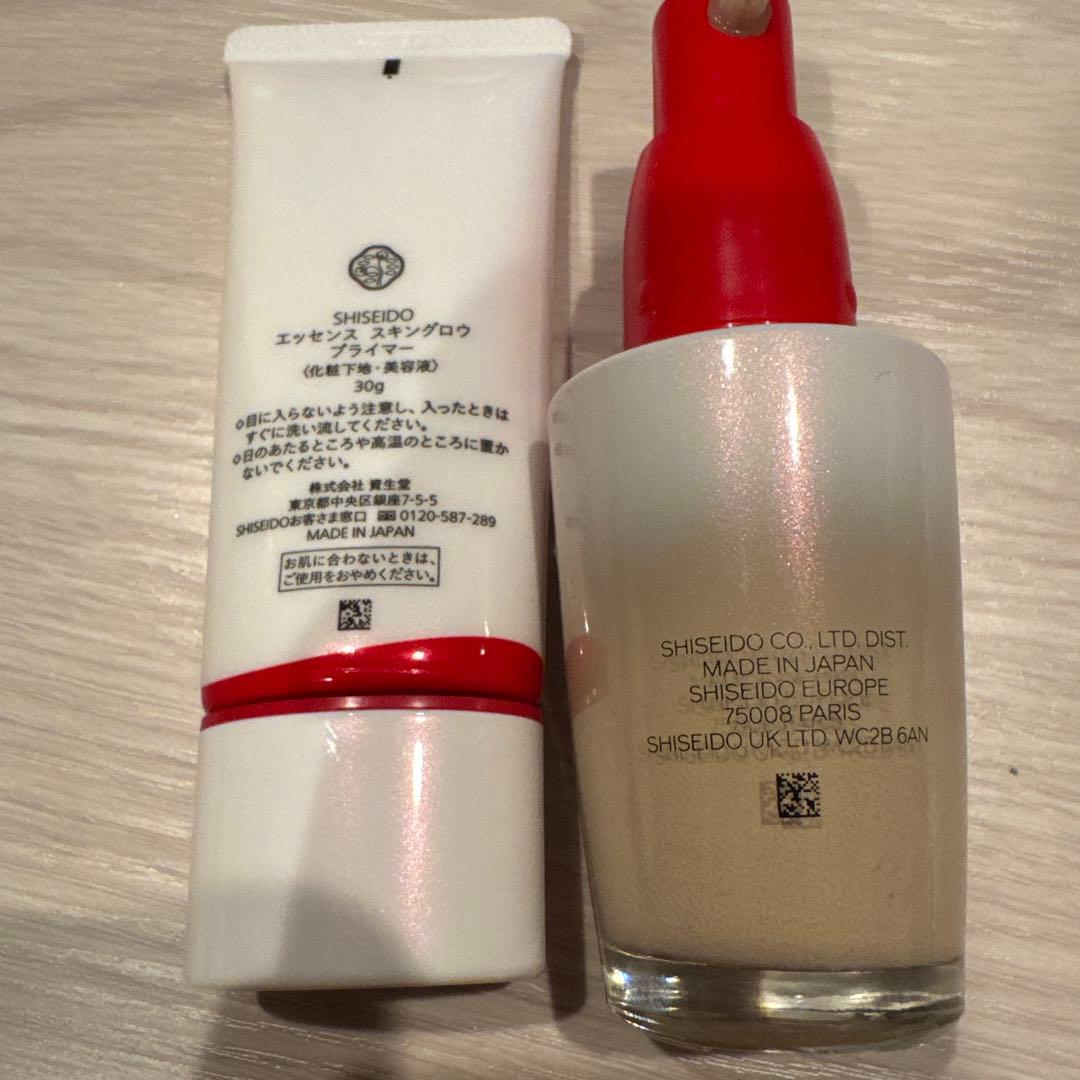 SHISEIDO
エッセンス スキングロウ
プライマー
〈化粧下地・美容液〉
30g
◇目に入らないよう注意し、入ったときは
すぐに洗い流してください。
◇日のあたるところや高温のところに置か
ないでください。
株式会社 資生堂
東京都中央区銀座7-5-5
SHISEIDOお客さま窓口 0120-587-289
MADE IN JAPAN
お肌に合わないときは、
ご使用をおやめください。
SHISEIDO CO., LTD. DIST.
MADE IN JAPAN
SHISEIDO EUROPE
75008 PARIS
SHISEIDO UK LTD. WC2B 6AN